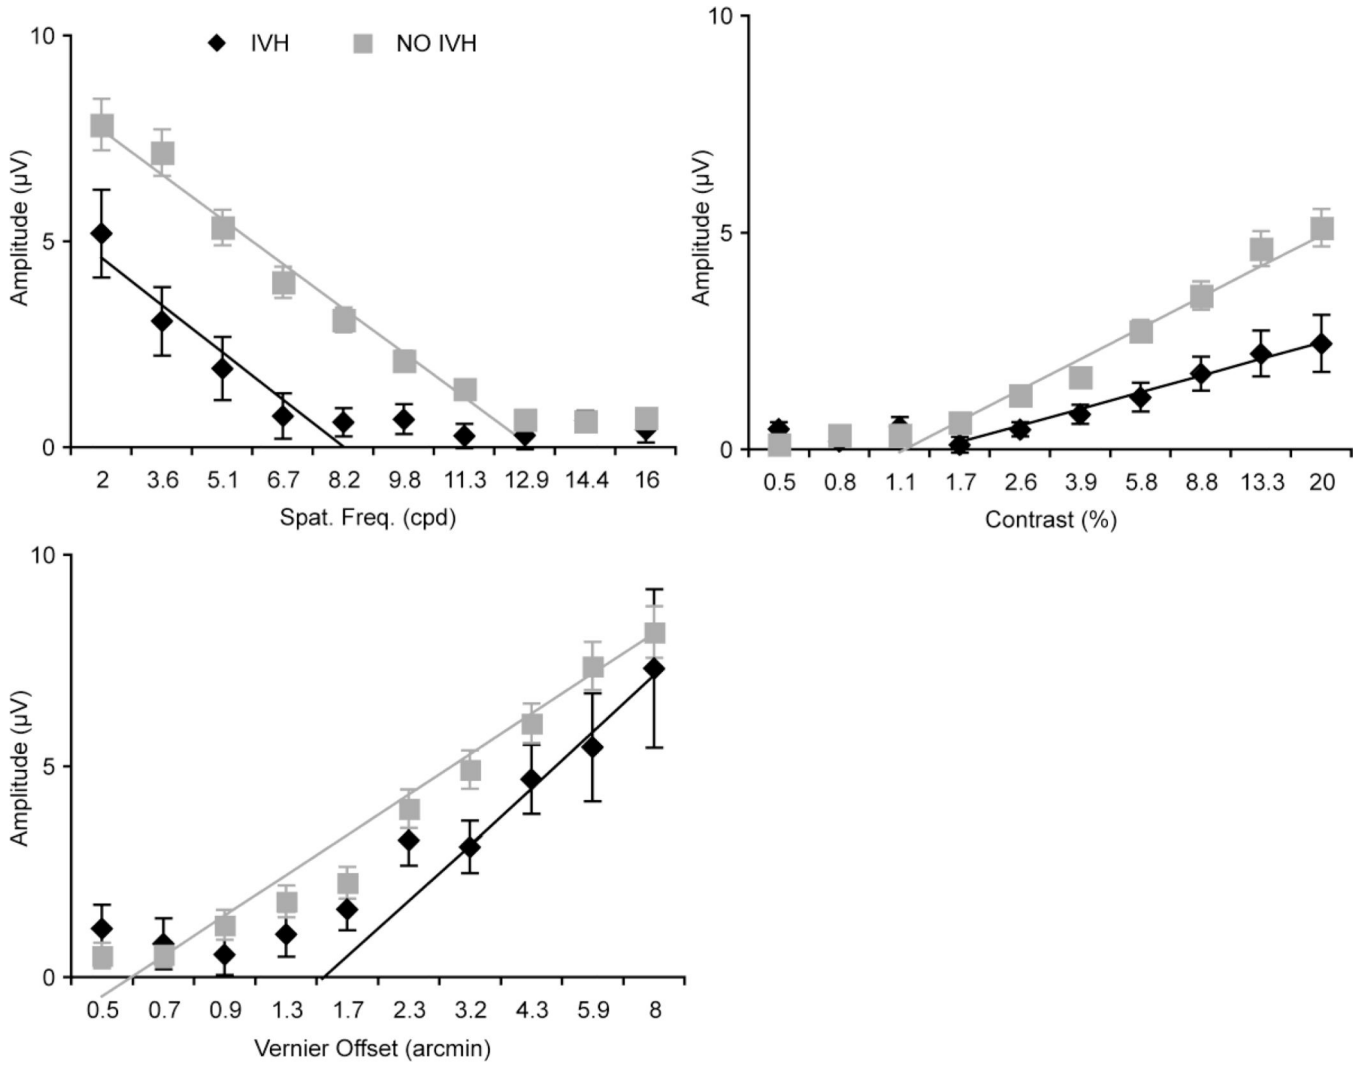 10
IVH
NO IVH
Amplitude (µV)
5
0
2 3.6 5.1 6.7 8.2 9.8 11.3 12.9 14.4 16
Spat. Freq. (cpd)
10
Amplitude (µV)
5
0
0.5 0.8 1.1 1.7 2.6 3.9 5.8 8.8 13.3 20
Contrast (%)
10
Amplitude (µV)
5
0
0.5 0.7 0.9 1.3 1.7 2.3 3.2 4.3 5.9 8
Vernier Offset (arcmin)